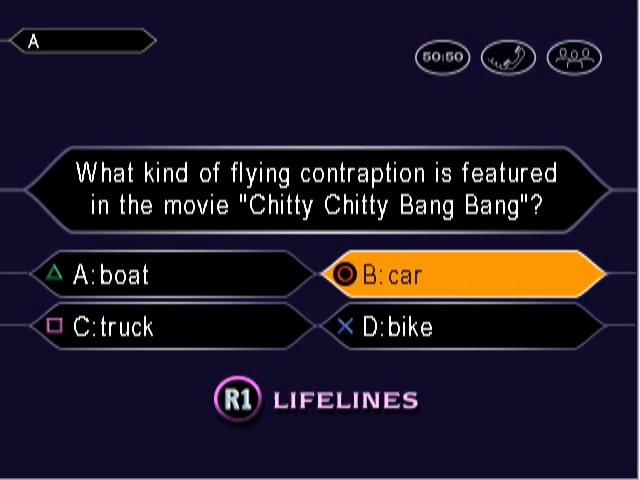 A
50:50
What kind of flying contraption is featured
in the movie "Chitty Chitty Bang Bang"?
A: boat
B: car
C: truck
D: bike
R1 LIFELINES